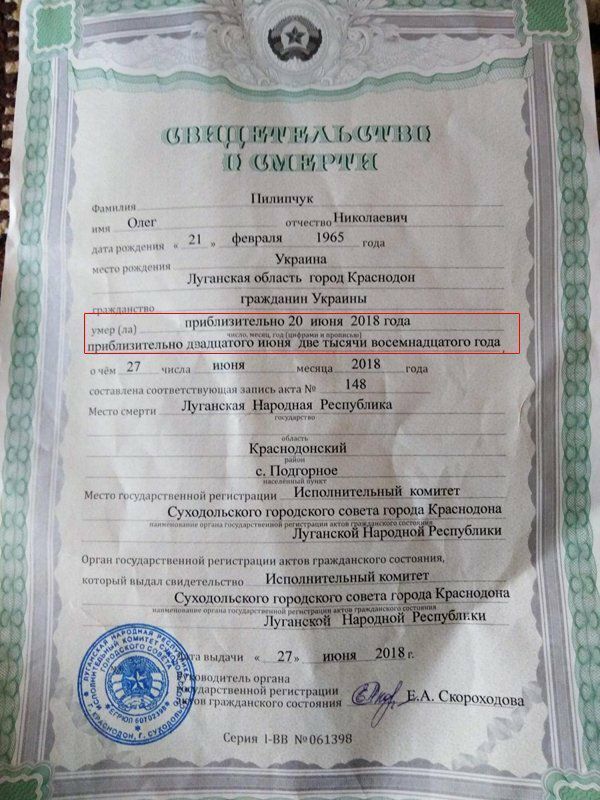 СВИДЕТЕЛЬСТВО
О СМЕРТИ
Фамилия Пилипчук
имя Олег отчество Николаевич
дата рождения « 21 » февраля 1965 года
место рождения Украина
Луганская область город Краснодон
гражданство гражданин Украины
умер (ла) приблизительно 20 июня 2018 года
число, месяц, год (цифрами и прописью)
приблизительно двадцатого июня две тысячи восемнадцатого года ,
о чём 27 числа июня месяца 2018 года
составлена соответствующая запись акта № 148
Место смерти Луганская Народная Республика
государство
область
Краснодонский
район
с. Подгорное
населённый пункт
Место государственной регистрации Исполнительный комитет
Суходольского городского совета города Краснодона
наименование органа государственной регистрации актов гражданского состояния
Луганской Народной Республики
Орган государственной регистрации актов гражданского состояния,
который выдал свидетельство Исполнительный комитет
Суходольского городского совета города Краснодона
наименование органа государственной регистрации актов гражданского состояния
Луганской Народной Республики
Дата выдачи « 27 » июня 2018 г.
Руководитель органа
государственной регистрации
актов гражданского состояния Е.А. Скороходова
Серия 1-ВВ №061398